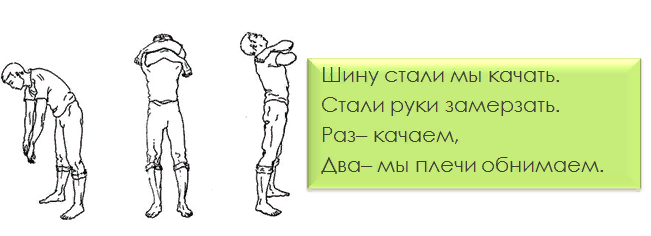 Шину стали мы качать.
Стали руки замерзать.
Раз– качаем,
Два– мы плечи обнимаем.